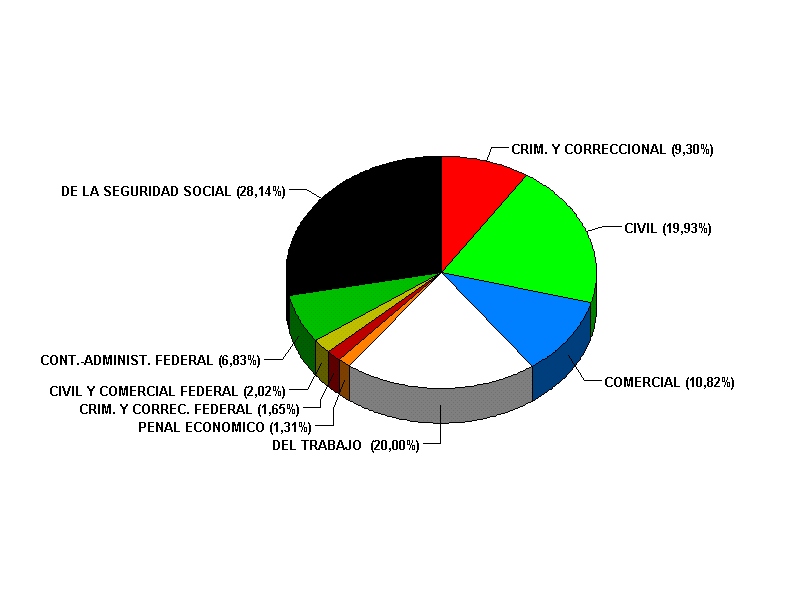 CRIM. Y CORRECCIONAL (9,30%)
DE LA SEGURIDAD SOCIAL (28,14%)
CIVIL (19,93%)
CONT.-ADMINIST. FEDERAL (6,83%)
COMERCIAL (10,82%)
CIVIL Y COMERCIAL FEDERAL (2,02%)
CRIM. Y CORREC. FEDERAL (1,65%)
PENAL ECONOMICO (1,31%)
DEL TRABAJO (20,00%)